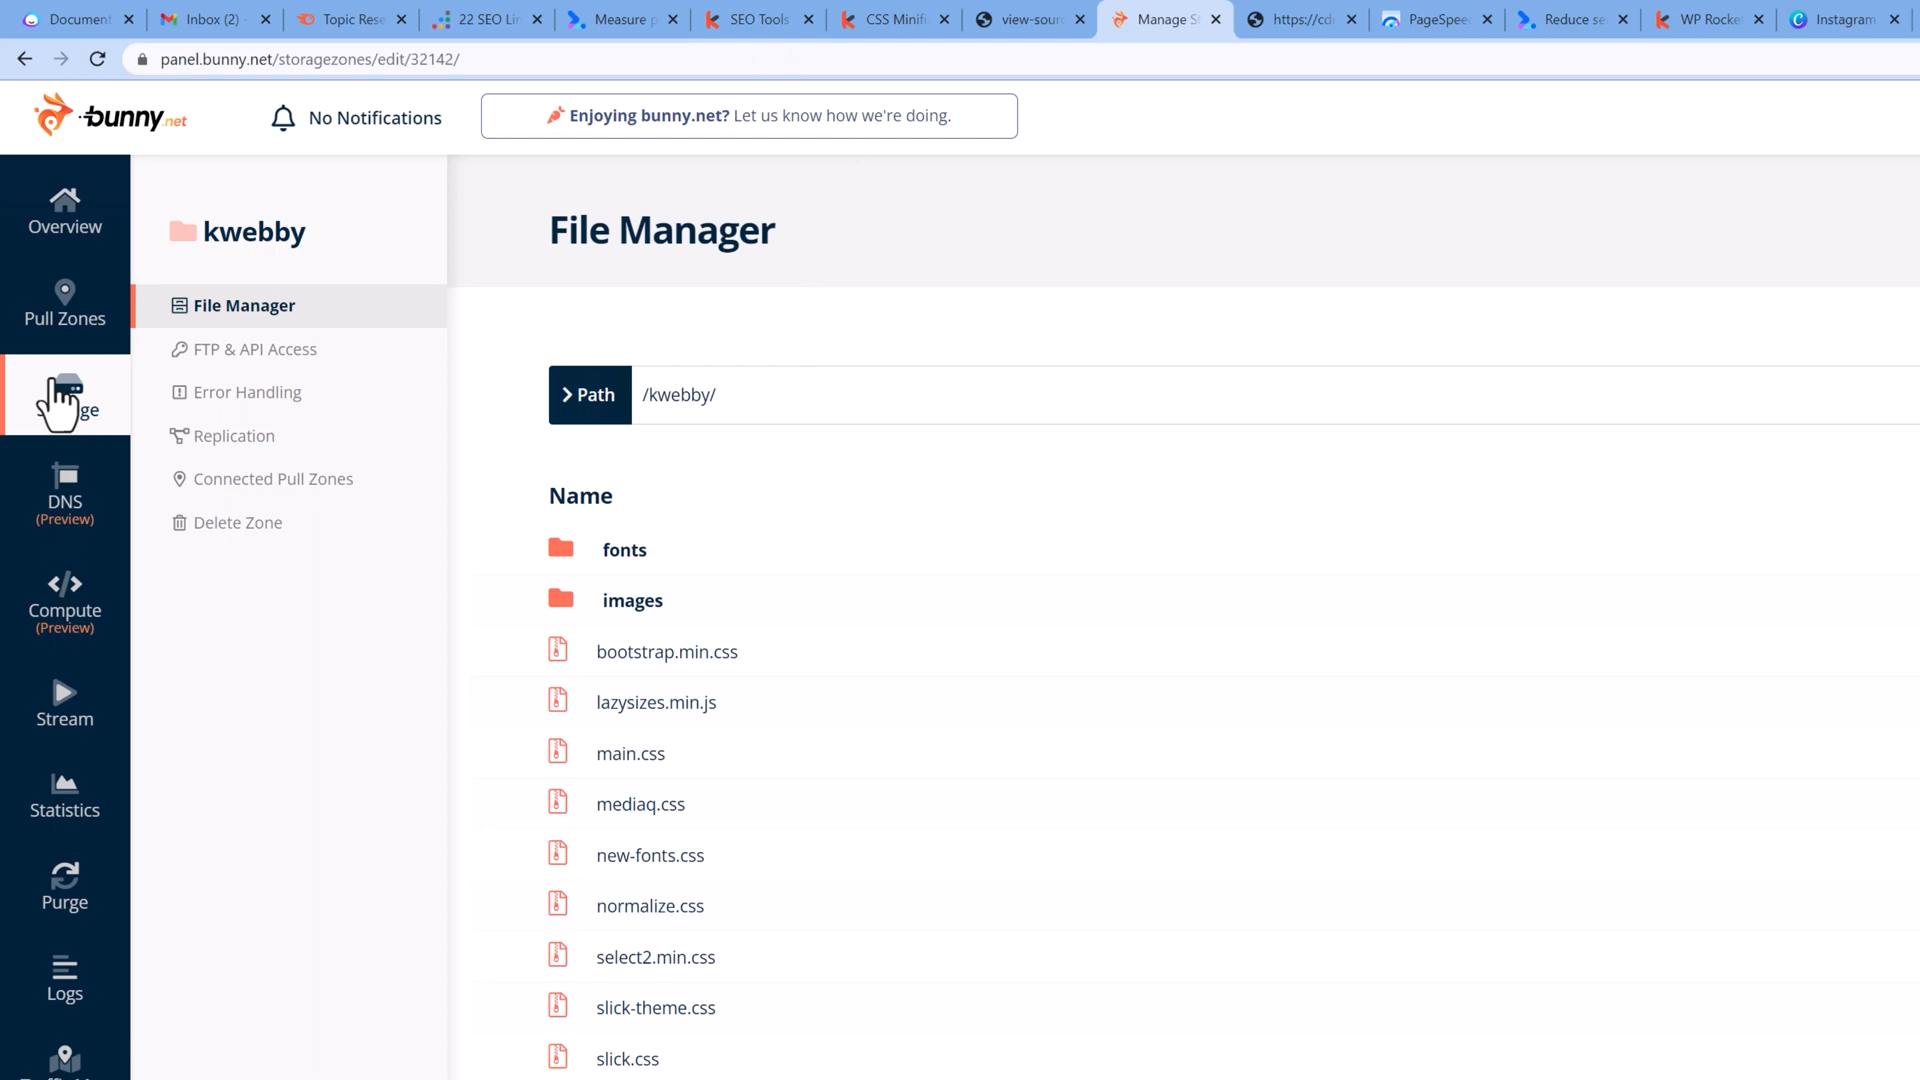 Document
Inbox (2) -
Topic Rese
22 SEO Lin
Measure p
SEO Tools
CSS Minifi
view-sourc
Manage St
https://cdn
PageSpeed
Reduce se
WP Rocke
Instagram
panel.bunny.net/storagezones/edit/32142/
bunny.net
No Notifications
Enjoying bunny.net? Let us know how we're doing.
Overview
Pull Zones
ge
DNS
(Preview)
Compute
(Preview)
Stream
Statistics
Purge
Logs
kwebby
File Manager
FTP & API Access
Error Handling
Replication
Connected Pull Zones
Delete Zone
File Manager
Path
/kwebby/
Name
fonts
images
bootstrap.min.css
lazysizes.min.js
main.css
mediaq.css
new-fonts.css
normalize.css
select2.min.css
slick-theme.css
slick.css